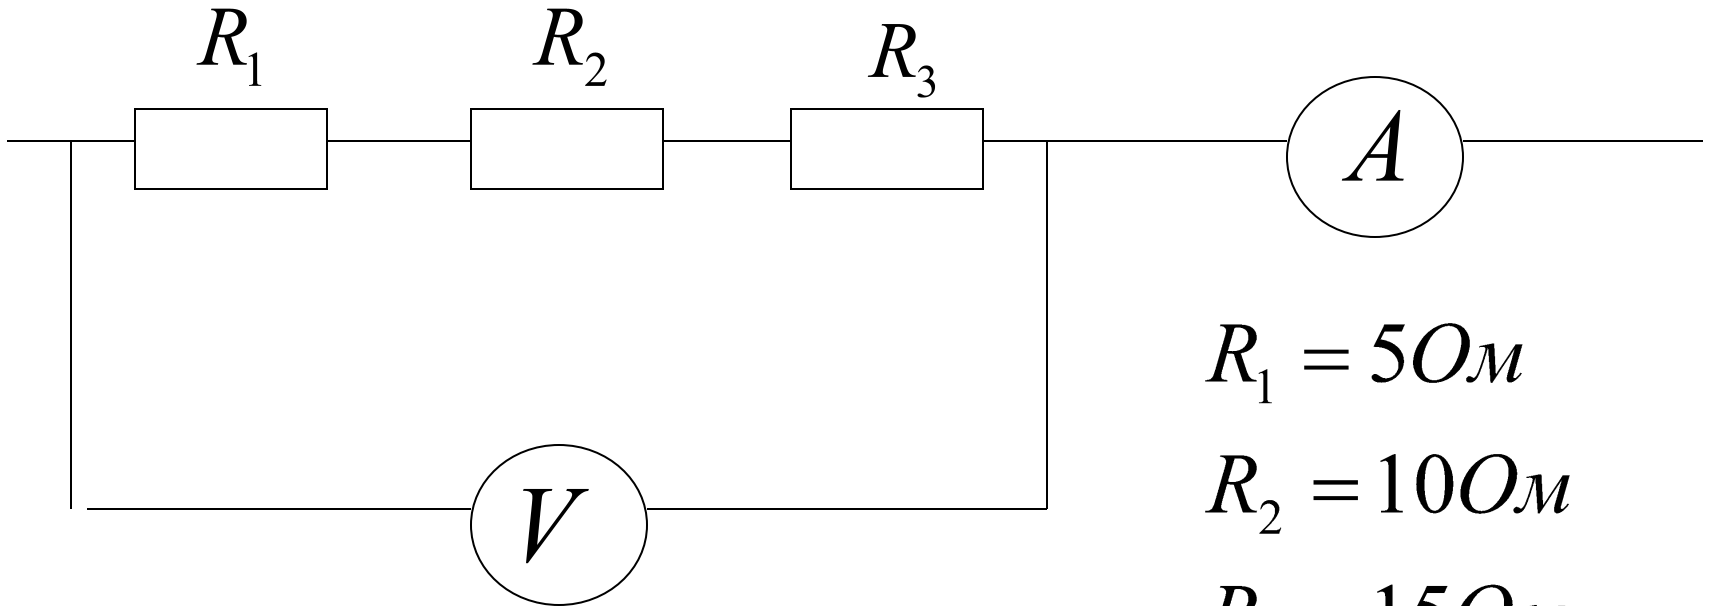 R₁ R₂ R₃
A
R₁ = 5Ом
R₂ = 10Ом
V